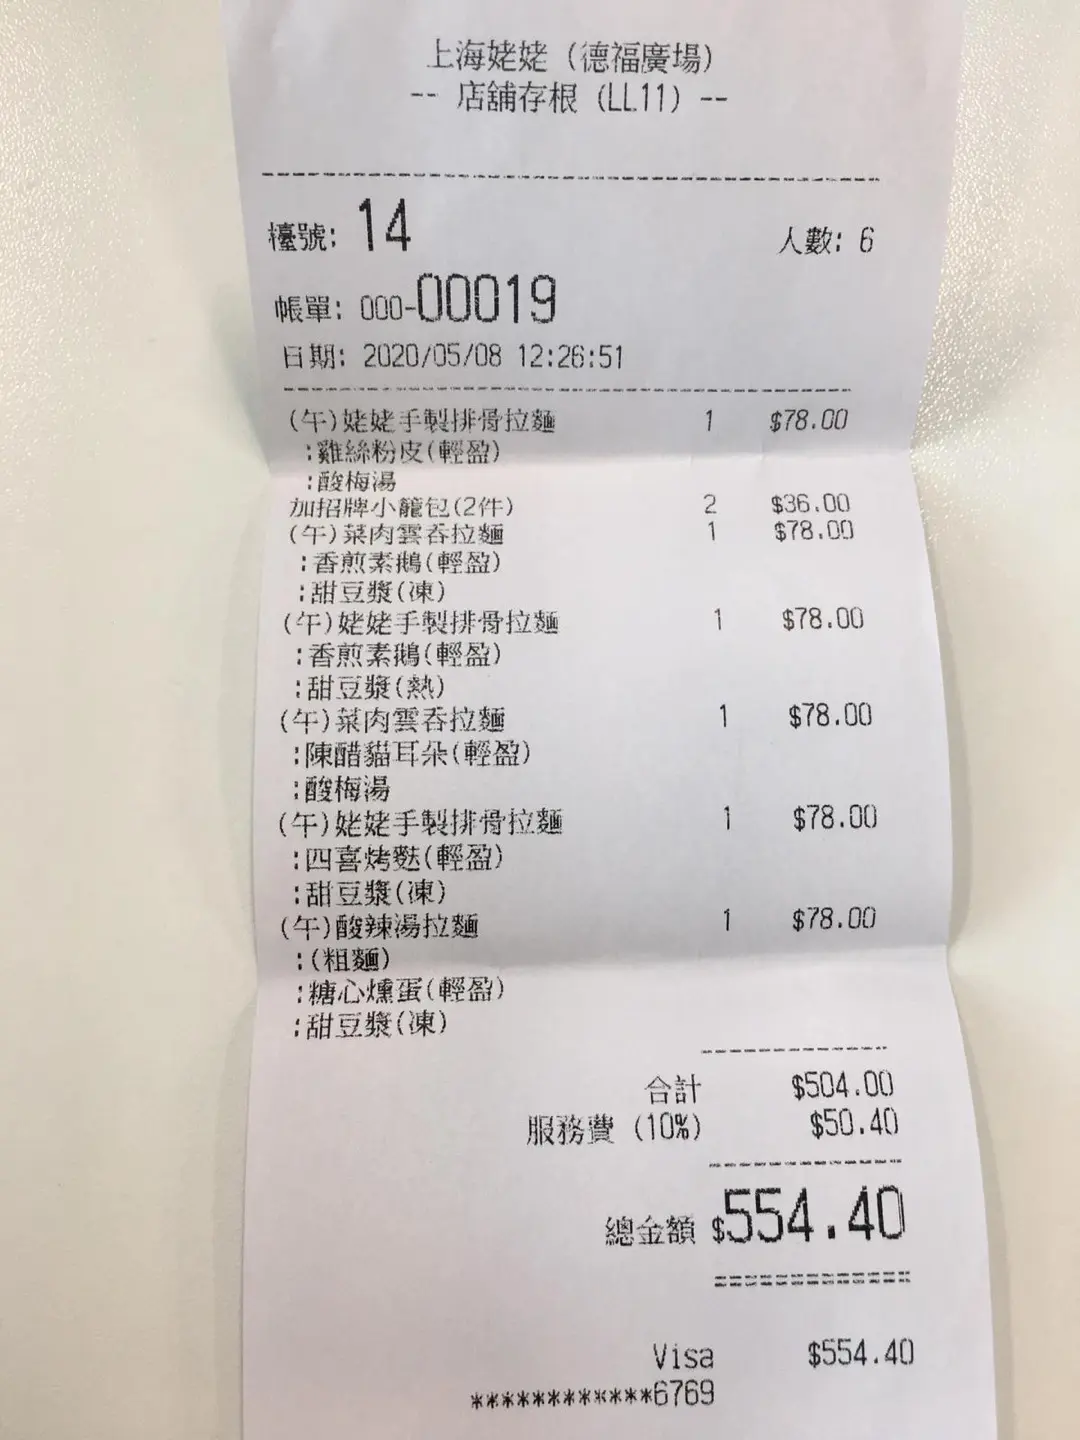 上海姥姥 (德福廣場)
-- 店舖存根 (LL11) --
檯號: 14 人數: 6
帳單: 000-00019
日期: 2020/05/08 12:26:51
(午)姥姥手製排骨拉麵 1 $78.00
:雞絲粉皮(輕盈)
:酸梅湯
加招牌小籠包(2件) 2 $36.00
(午)菜肉雲吞拉麵 1 $78.00
:香煎素鵝(輕盈)
:甜豆漿(凍)
(午)姥姥手製排骨拉麵 1 $78.00
:香煎素鵝(輕盈)
:甜豆漿(熱)
(午)菜肉雲吞拉麵 1 $78.00
:陳醋貓耳朵(輕盈)
:酸梅湯
(午)姥姥手製排骨拉麵 1 $78.00
:四喜烤麩(輕盈)
:甜豆漿(凍)
(午)酸辣湯拉麵 1 $78.00
:(粗麵)
:糖心燻蛋(輕盈)
:甜豆漿(凍)
合計 $504.00
服務費 (10%) $50.40
總金額 $554.40
Visa $554.40
************6769